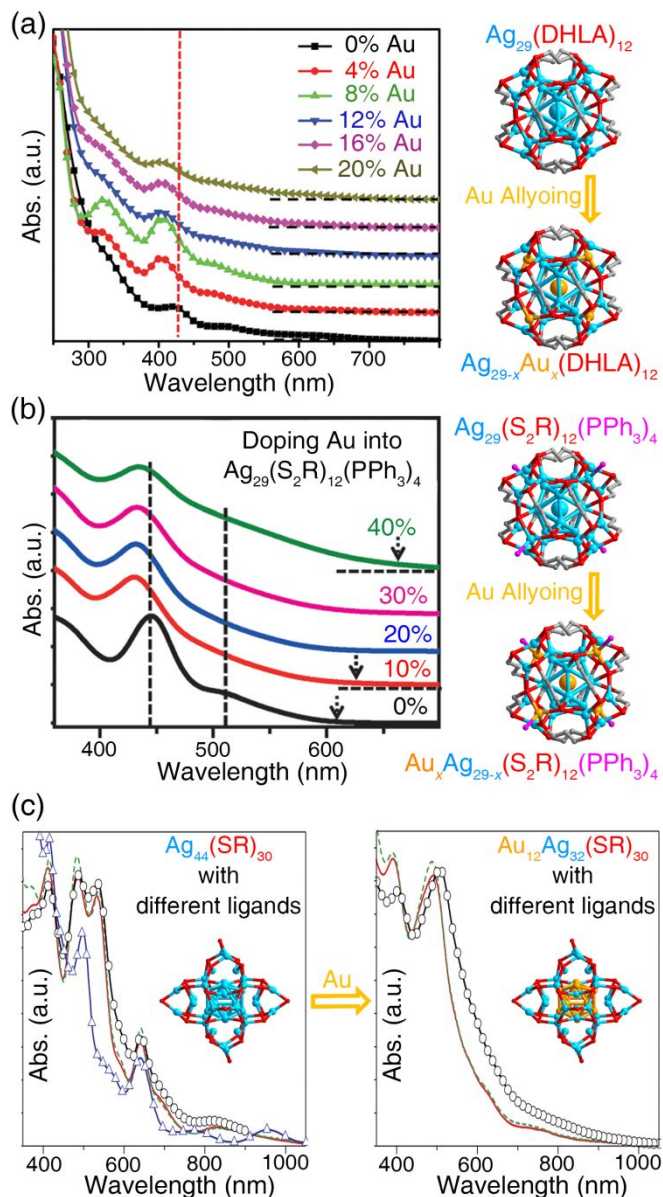 (a)
0% Au
4% Au
8% Au
12% Au
16% Au
20% Au
Abs. (a.u.)
300 400 500 600 700
Wavelength (nm)
Ag29(DHLA)12
Au Allyoing
Ag29-xAux(DHLA)12
(b)
Doping Au into
Ag29(S2R)12(PPh3)4
40%
30%
20%
10%
0%
Abs. (a.u.)
400 500 600
Wavelength (nm)
Ag29(S2R)12(PPh3)4
Au Allyoing
AuxAg29-x(S2R)12(PPh3)4
(c)
Ag44(SR)30
with
different ligands
Abs. (a.u.)
400 600 800 1000
Wavelength (nm)
Au
Au12Ag32(SR)30
with
different ligands
Abs. (a.u.)
400 600 800 1000
Wavelength (nm)